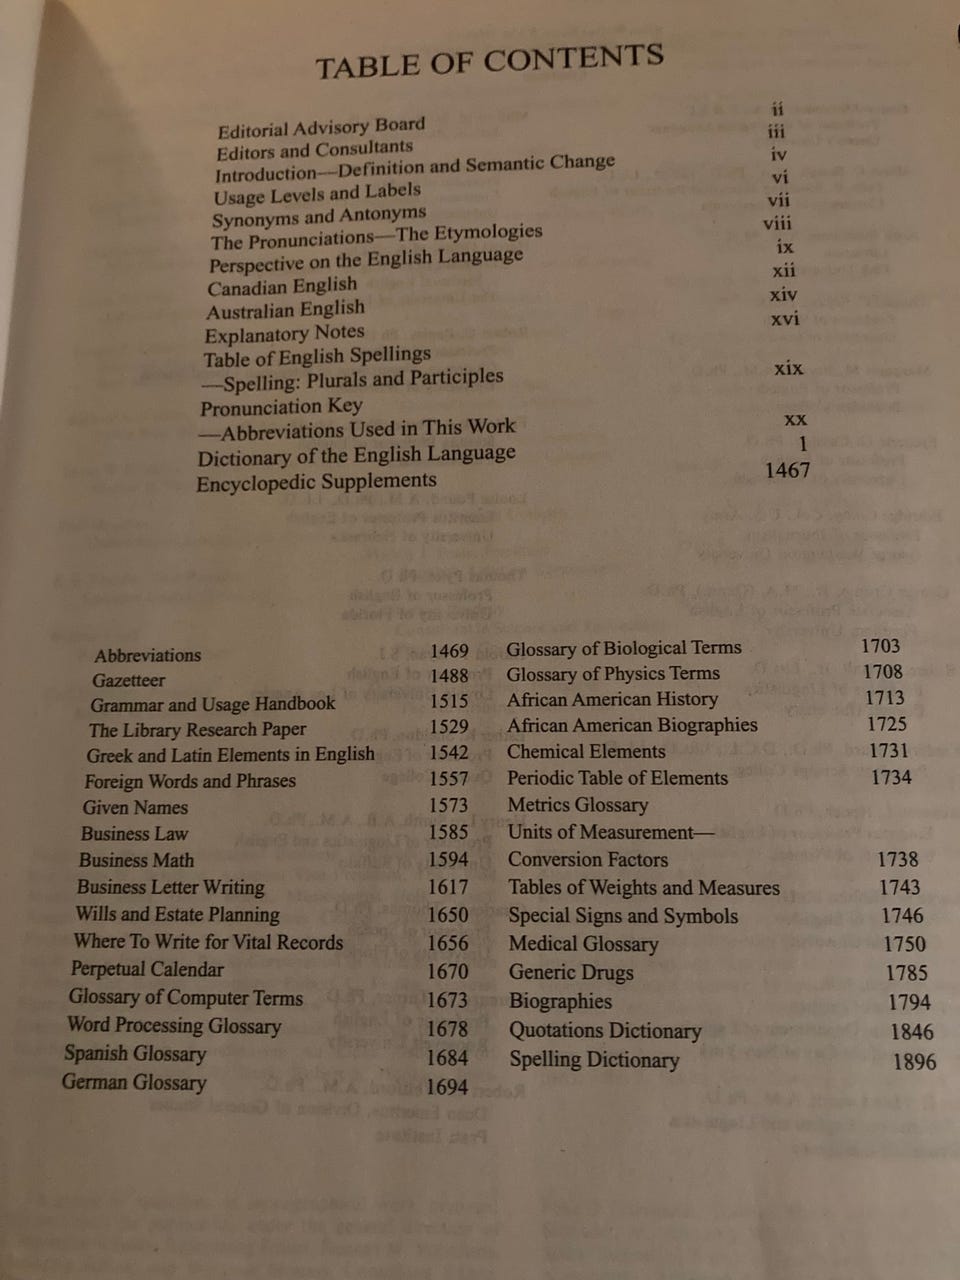 TABLE OF CONTENTS
Editorial Advisory Board ii
Editors and Consultants iii
Introduction—Definition and Semantic Change iv
Usage Levels and Labels vi
Synonyms and Antonyms vii
The Pronunciations—The Etymologies viii
Perspective on the English Language ix
Canadian English xii
Australian English xiv
Explanatory Notes xvi
Table of English Spellings
—Spelling: Plurals and Participles xix
Pronunciation Key
—Abbreviations Used in This Work xx
Dictionary of the English Language 1
Encyclopedic Supplements 1467
Abbreviations 1469
Gazetteer 1488
Grammar and Usage Handbook 1515
The Library Research Paper 1529
Greek and Latin Elements in English 1542
Foreign Words and Phrases 1557
Given Names 1573
Business Law 1585
Business Math 1594
Business Letter Writing 1617
Wills and Estate Planning 1650
Where To Write for Vital Records 1656
Perpetual Calendar 1670
Glossary of Computer Terms 1673
Word Processing Glossary 1678
Spanish Glossary 1684
German Glossary 1694
Glossary of Biological Terms 1703
Glossary of Physics Terms 1708
African American History 1713
African American Biographies 1725
Chemical Elements 1731
Periodic Table of Elements 1734
Metrics Glossary
Units of Measurement—
Conversion Factors 1738
Tables of Weights and Measures 1743
Special Signs and Symbols 1746
Medical Glossary 1750
Generic Drugs 1785
Biographies 1794
Quotations Dictionary 1846
Spelling Dictionary 1896